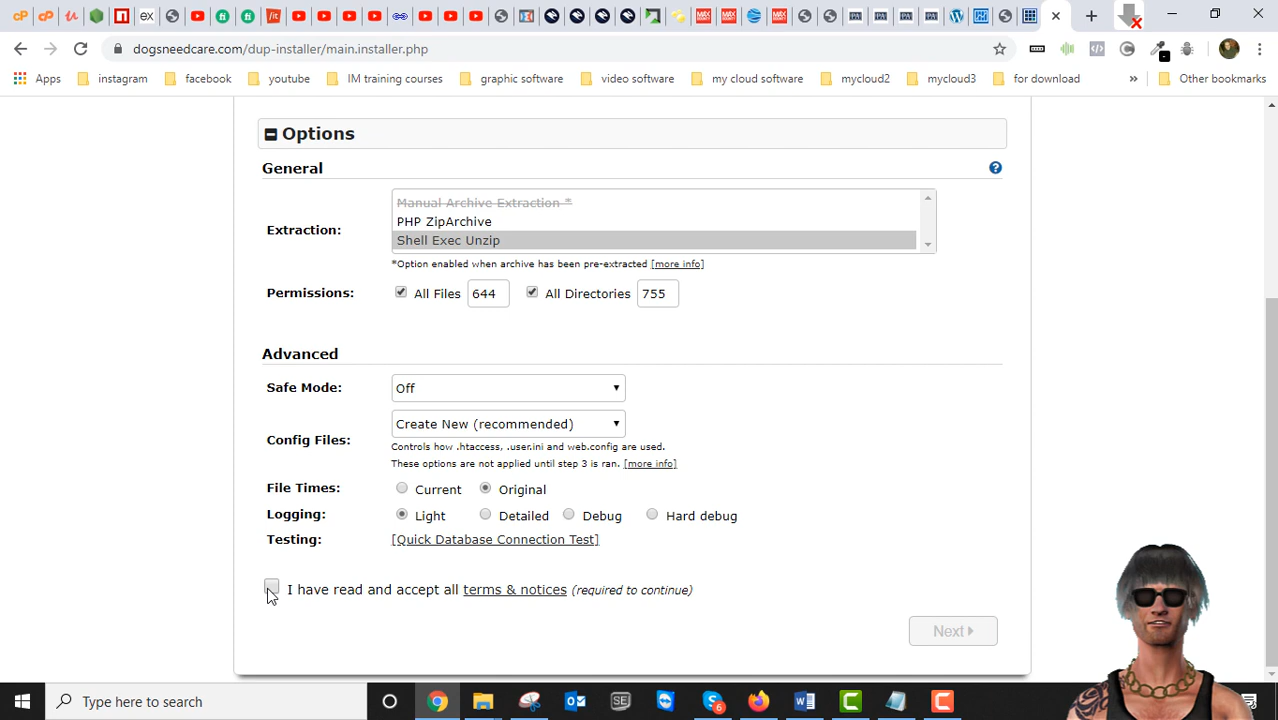 dogsneedcare.com/dup-installer/main.installer.php
Apps
instagram
facebook
youtube
IM training courses
graphic software
video software
my cloud software
mycloud2
mycloud3
for download
»
Other bookmarks
Options
General
Extraction:
Manual Archive Extraction *
PHP ZipArchive
Shell Exec Unzip
*Option enabled when archive has been pre-extracted [more info]
Permissions:
All Files 644
All Directories 755
Advanced
Safe Mode:
Off
Config Files:
Create New (recommended)
Controls how .htaccess, .user.ini and web.config are used.
These options are not applied until step 3 is ran. [more info]
File Times:
Current
Original
Logging:
Light
Detailed
Debug
Hard debug
Testing:
[Quick Database Connection Test]
I have read and accept all terms & notices (required to continue)
Next
Type here to search